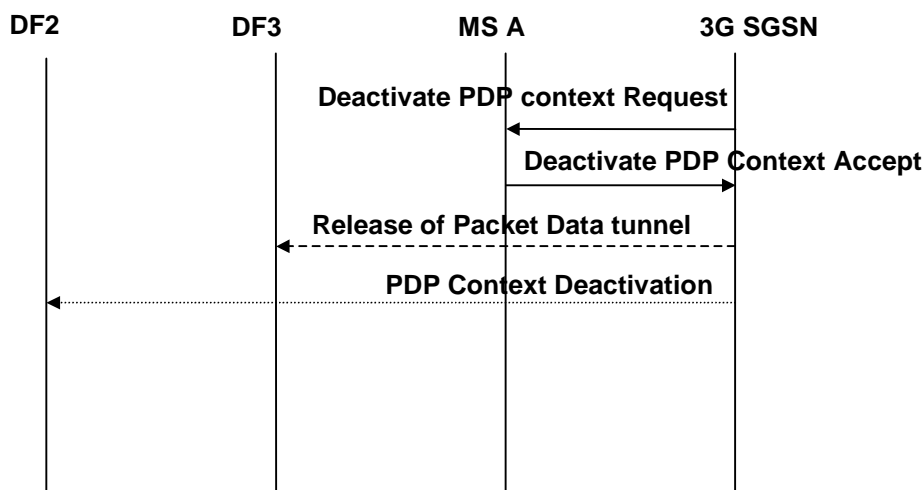 DF2 DF3 MS A 3G SGSN
Deactivate PDP context Request
Deactivate PDP Context Accept
Release of Packet Data tunnel
PDP Context Deactivation